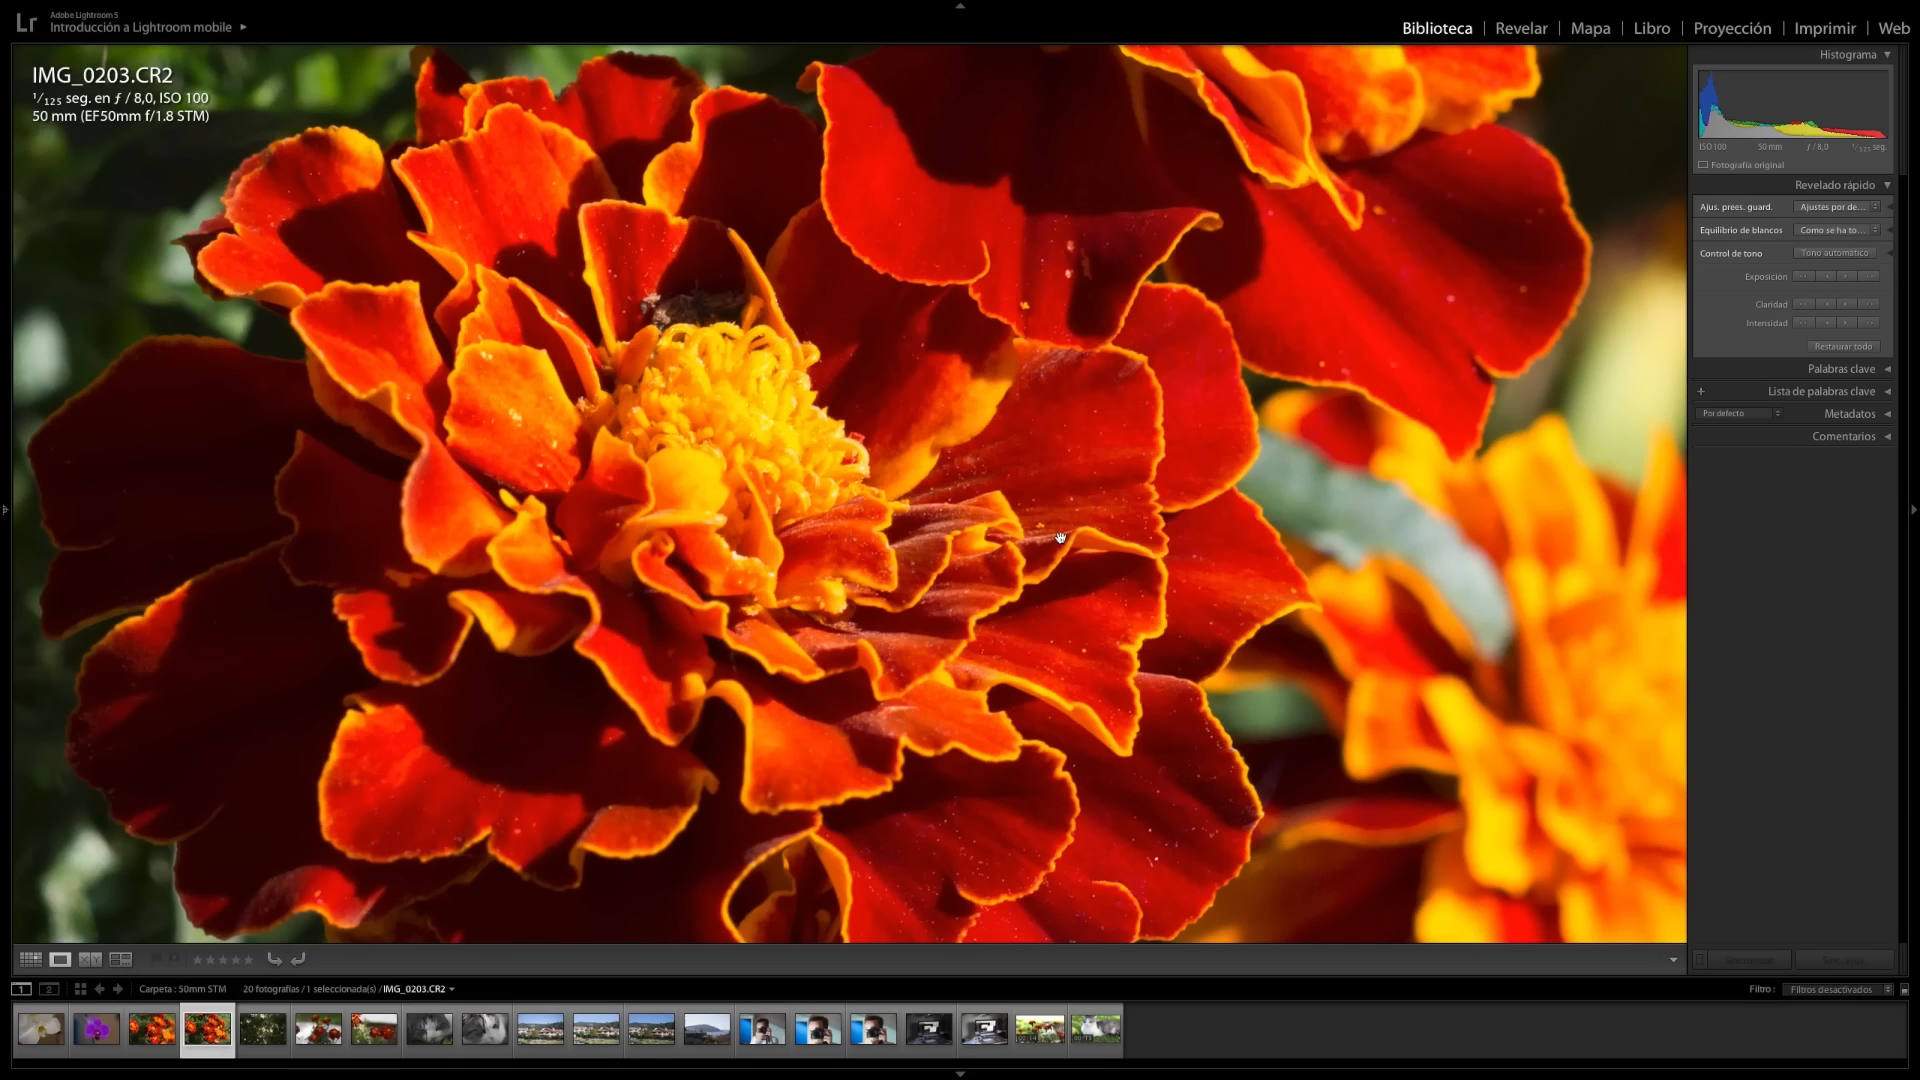 Lr
Adobe Lightroom 5
Introducción a Lightroom mobile
Biblioteca | Revelar | Mapa | Libro | Proyección | Imprimir | Web
IMG_0203.CR2
1/125 seg. en ƒ / 8,0, ISO 100
50 mm (EF50mm f/1.8 STM)
Histograma
ISO 100 50 mm ƒ / 8,0 1/125 seg.
Fotografía original
Revelado rápido
Ajus. prees. guard. Ajustes por de...
Equilibrio de blancos Como se ha to...
Control de tono Tono automático
Exposición
Claridad
Intensidad
Restaurar todo
Palabras clave
Lista de palabras clave
Por defecto Metadatos
Comentarios
1 2 Carpeta : 50mm STM 20 fotografías / 1 seleccionada(s) / IMG_0203.CR2
Filtro : Filtros desactivados